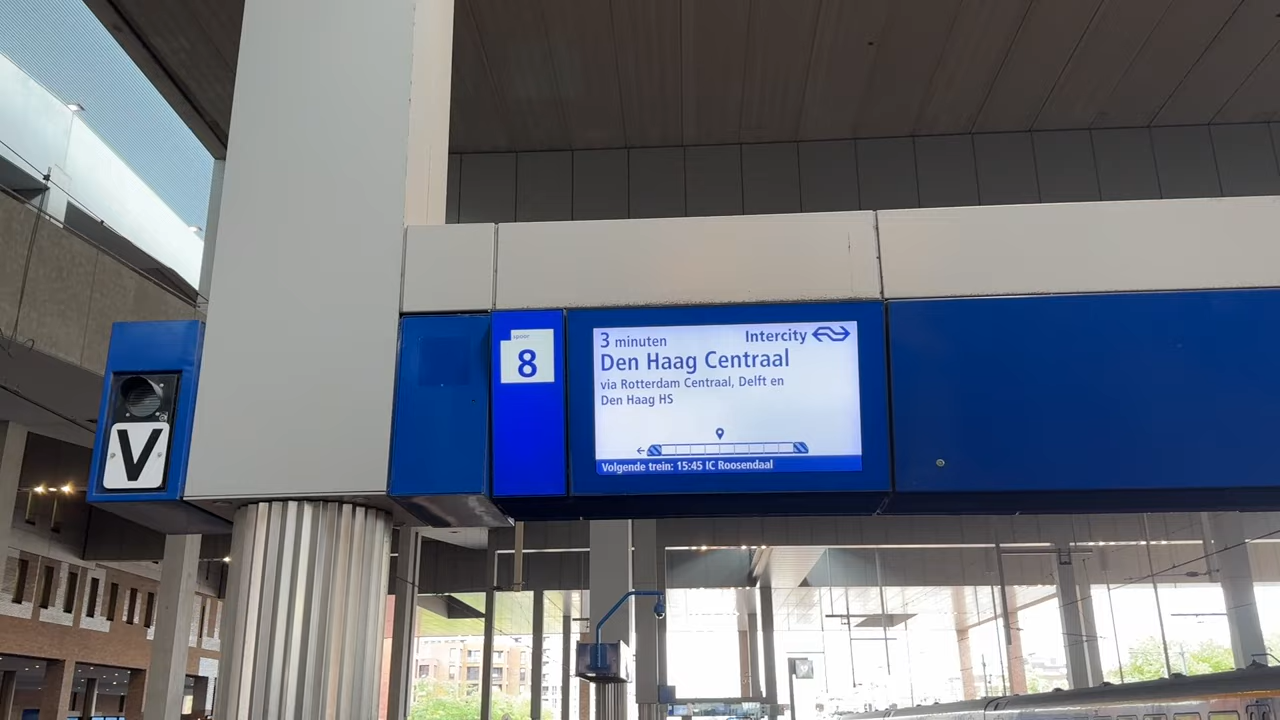 V
spoor
8
3 minuten
Intercity
Den Haag Centraal
via Rotterdam Centraal, Delft en
Den Haag HS
Volgende trein: 15:45 IC Roosendaal